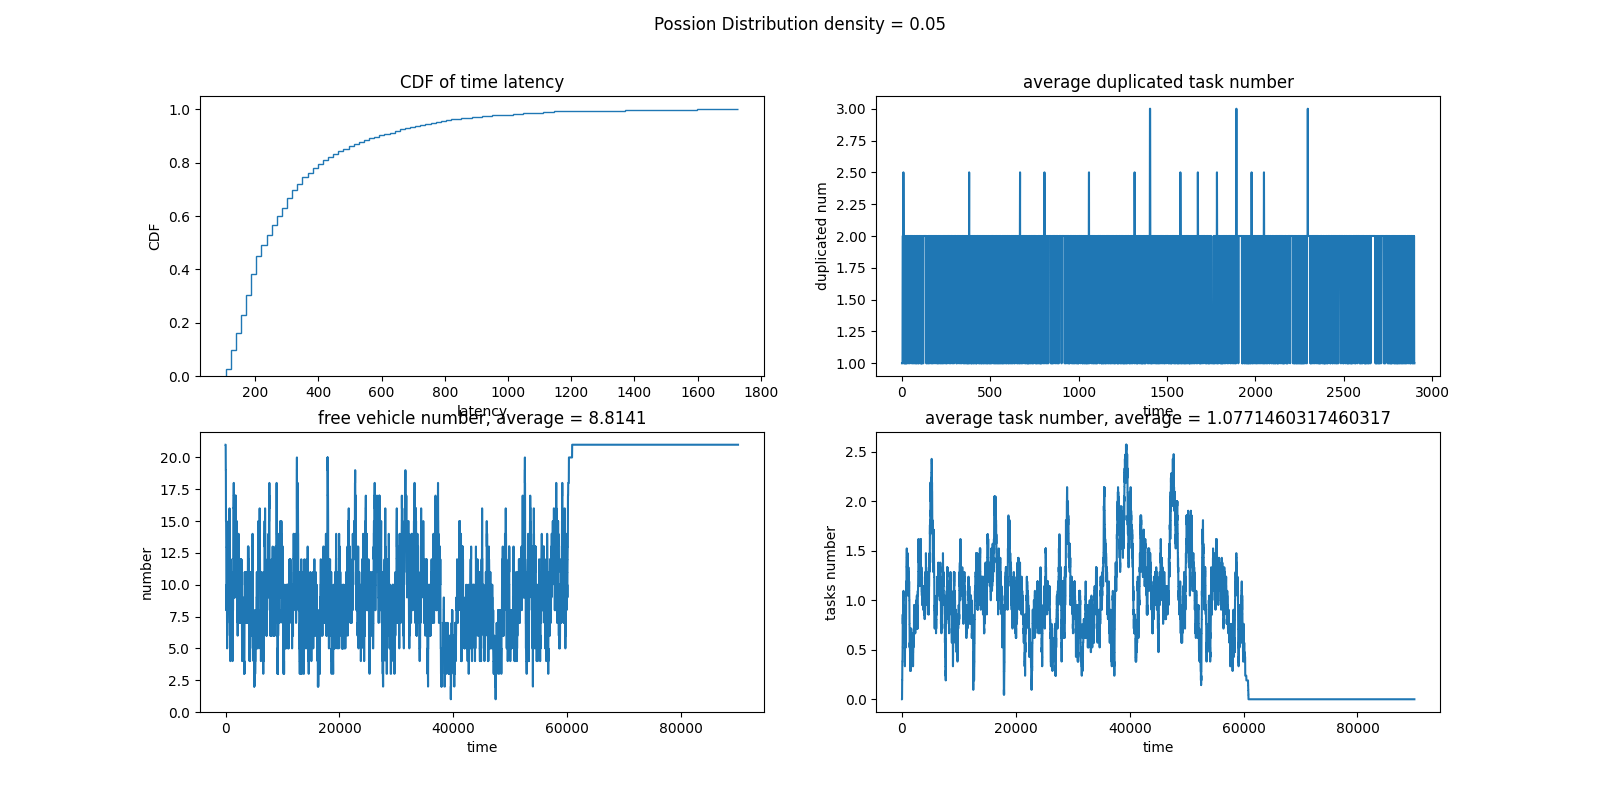 Possion Distribution density = 0.05
CDF of time latency
1.0
0.8
0.6
0.4
0.2
0.0
CDF
200 400 600 800 1000 1200 1400 1600 1800
latency
average duplicated task number
3.00
2.75
2.50
2.25
2.00
1.75
1.50
1.25
1.00
duplicated num
0 500 1000 1500 2000 2500 3000
time
free vehicle number, average = 8.8141
20.0
17.5
15.0
12.5
10.0
7.5
5.0
2.5
0.0
number
0 20000 40000 60000 80000
time
average task number, average = 1.0771460317460317
2.5
2.0
1.5
1.0
0.5
0.0
tasks number
0 20000 40000 60000 80000
time